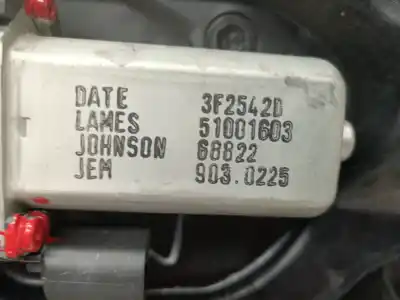 DATE 3F2542D
LAMES 51001603
JOHNSON 68822
JEM 903.0225